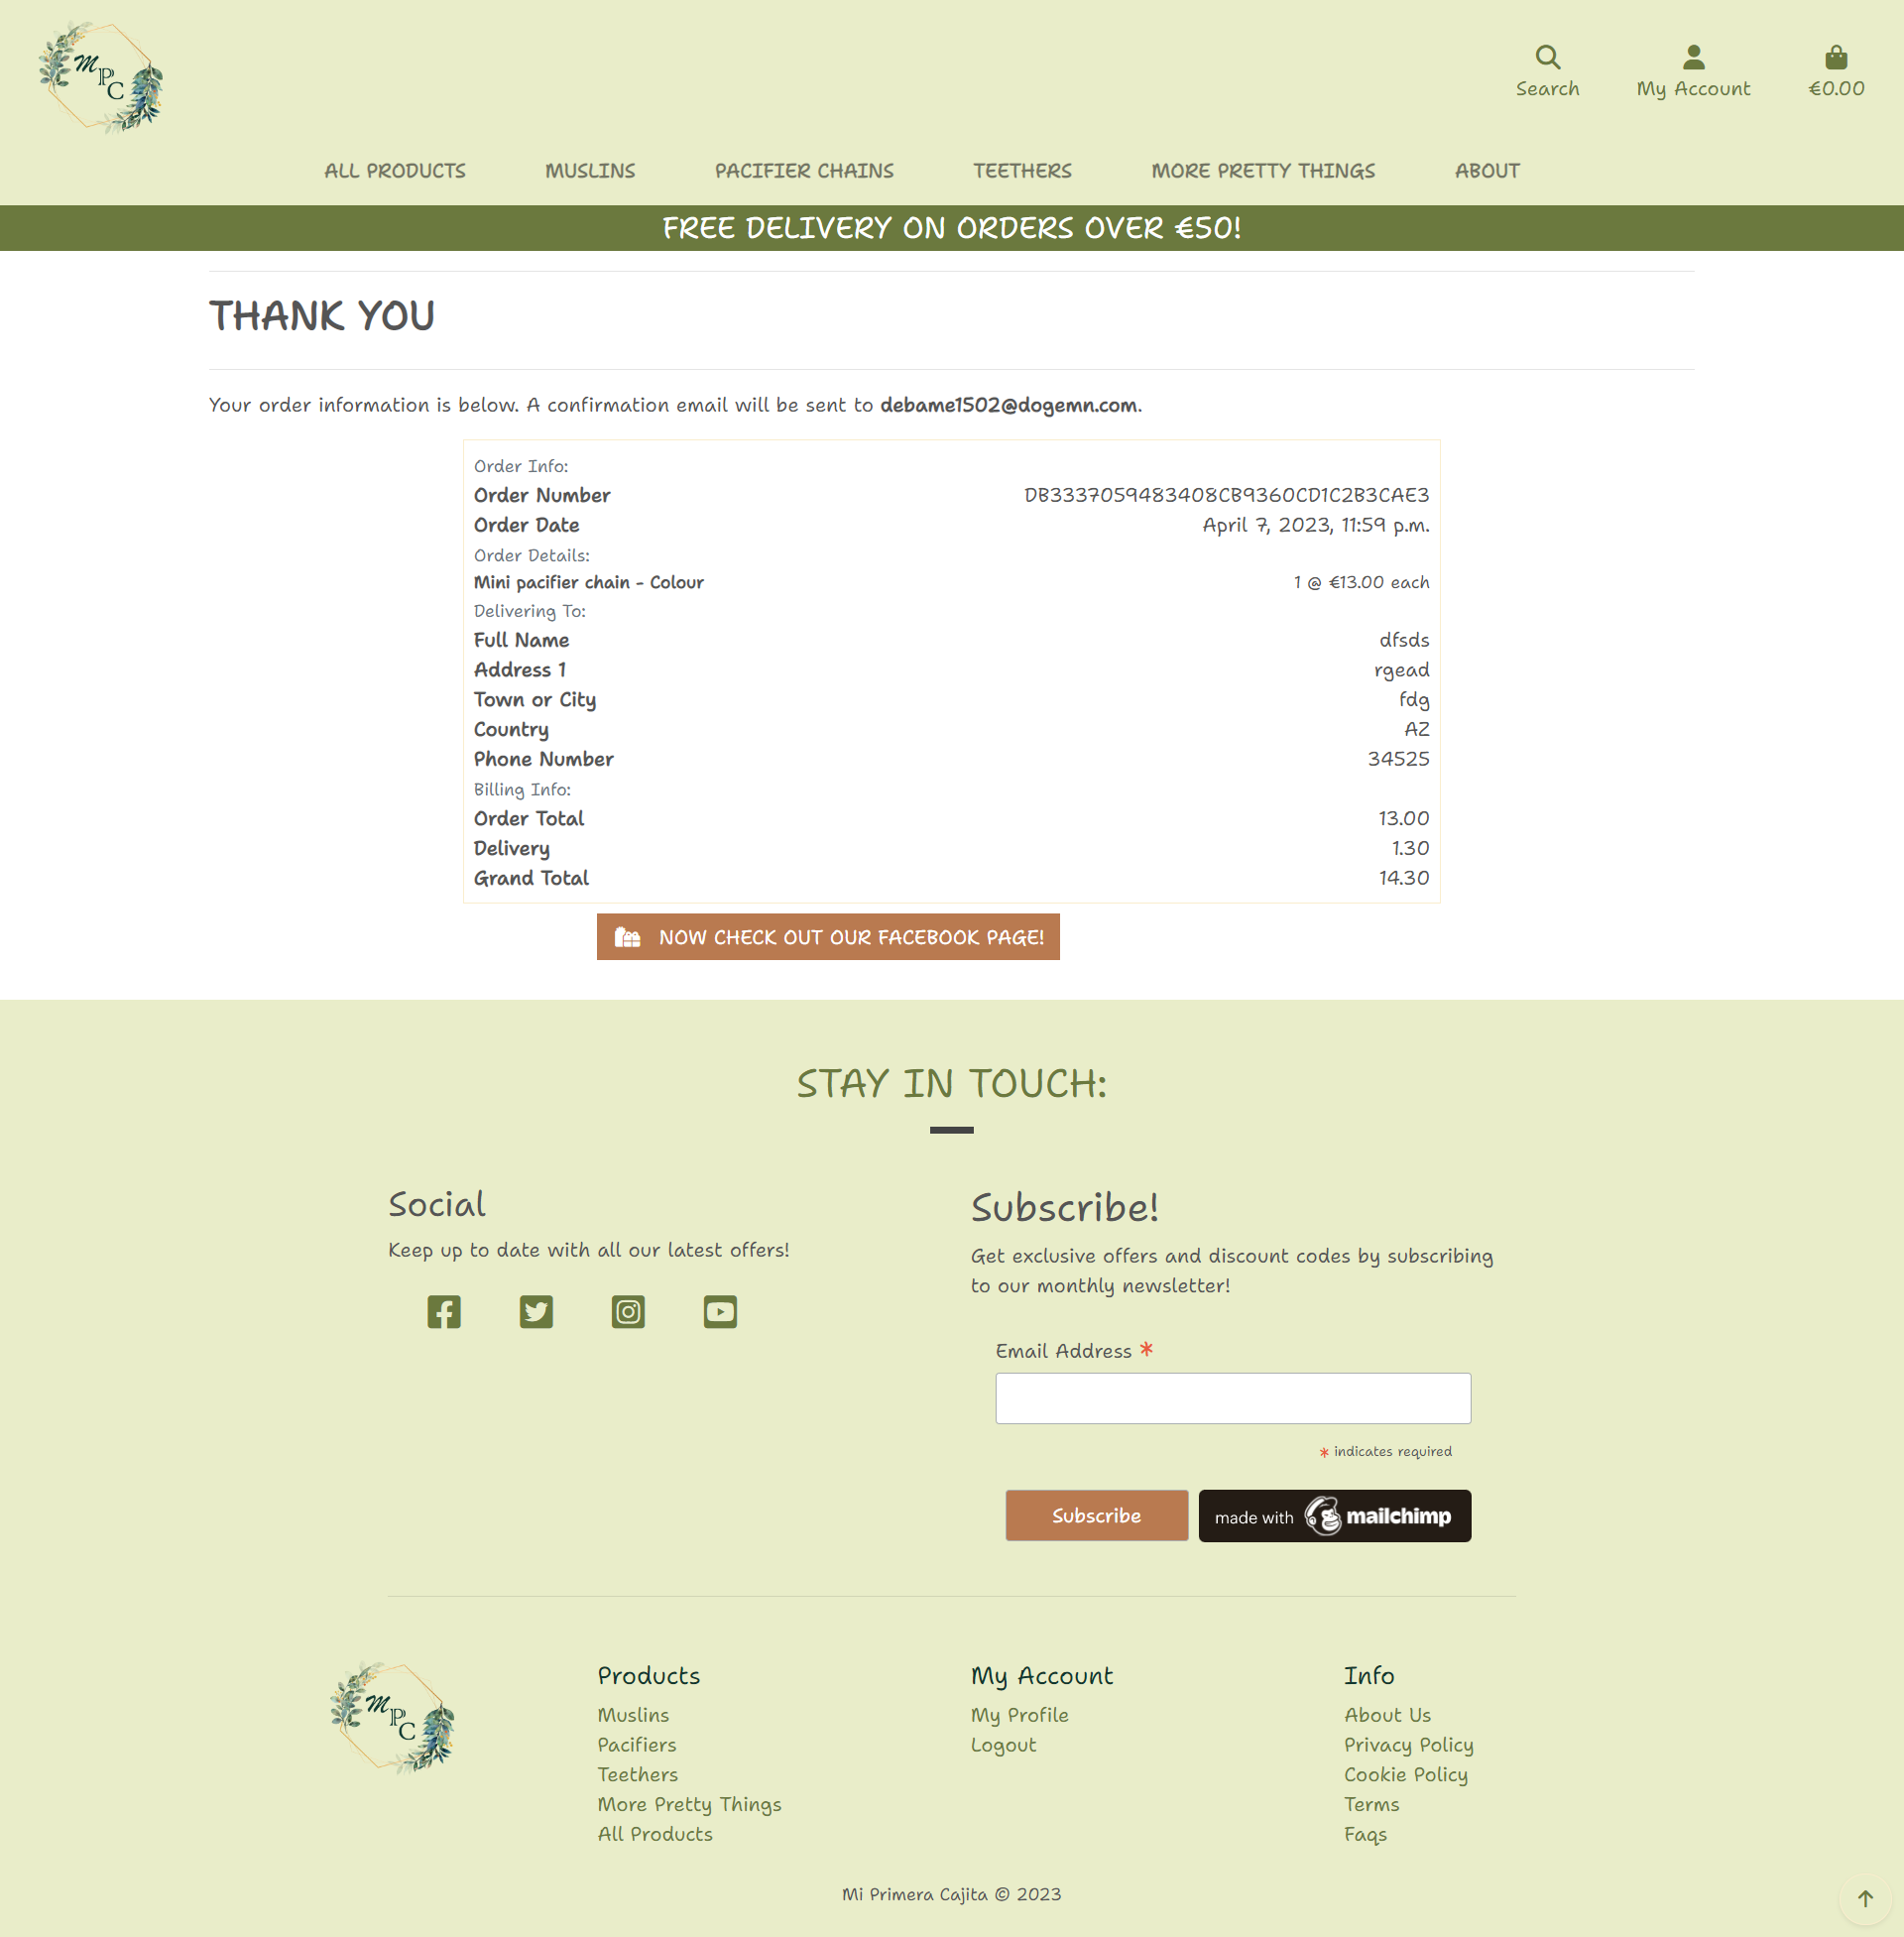 M
P
C
Search
My Account
€0.00
ALL PRODUCTS
MUSLINS
PACIFIER CHAINS
TEETHERS
MORE PRETTY THINGS
ABOUT
FREE DELIVERY ON ORDERS OVER €50!
THANK YOU
Your order information is below. A confirmation email will be sent to debame1502@dogemn.com.
Order Info:
Order Number DB3337059483408CB9360CD1C2B3CAE3
Order Date April 7, 2023, 11:59 p.m.
Order Details:
Mini pacifier chain - Colour 1 @ €13.00 each
Delivering To:
Full Name dfsds
Address 1 rgead
Town or City fdg
Country AZ
Phone Number 34525
Billing Info:
Order Total 13.00
Delivery 1.30
Grand Total 14.30
NOW CHECK OUT OUR FACEBOOK PAGE!
STAY IN TOUCH:
Social
Keep up to date with all our latest offers!
Subscribe!
Get exclusive offers and discount codes by subscribing
to our monthly newsletter!
Email Address *
* indicates required
Subscribe
made with mailchimp
M
P
C
Products
Muslins
Pacifiers
Teethers
More Pretty Things
All Products
My Account
My Profile
Logout
Info
About Us
Privacy Policy
Cookie Policy
Terms
Faqs
Mi Primera Cajita © 2023